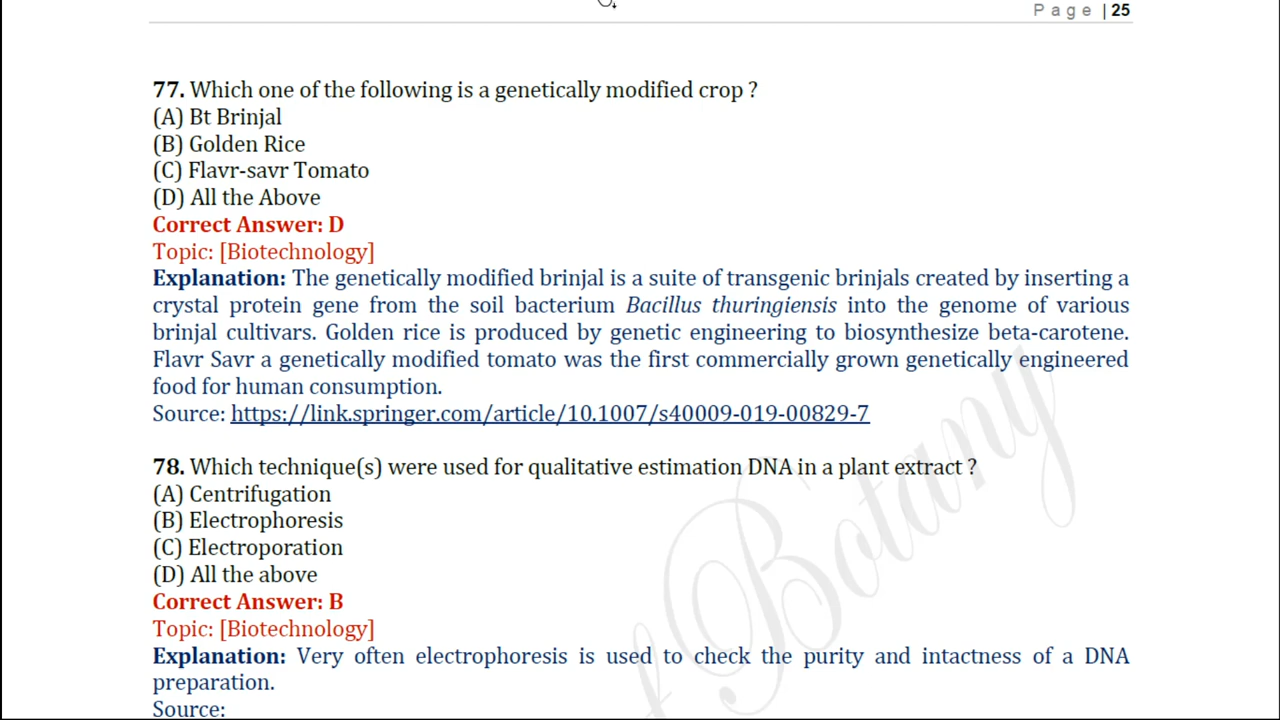 Page | 25
77. Which one of the following is a genetically modified crop ?
(A) Bt Brinjal
(B) Golden Rice
(C) Flavr-savr Tomato
(D) All the Above
Correct Answer: D
Topic: [Biotechnology]
Explanation: The genetically modified brinjal is a suite of transgenic brinjals created by inserting a
crystal protein gene from the soil bacterium Bacillus thuringiensis into the genome of various
brinjal cultivars. Golden rice is produced by genetic engineering to biosynthesize beta-carotene.
Flavr Savr a genetically modified tomato was the first commercially grown genetically engineered
food for human consumption.
Source: https://link.springer.com/article/10.1007/s40009-019-00829-7
78. Which technique(s) were used for qualitative estimation DNA in a plant extract ?
(A) Centrifugation
(B) Electrophoresis
(C) Electroporation
(D) All the above
Correct Answer: B
Topic: [Biotechnology]
Explanation: Very often electrophoresis is used to check the purity and intactness of a DNA
preparation.
Source:
Botany